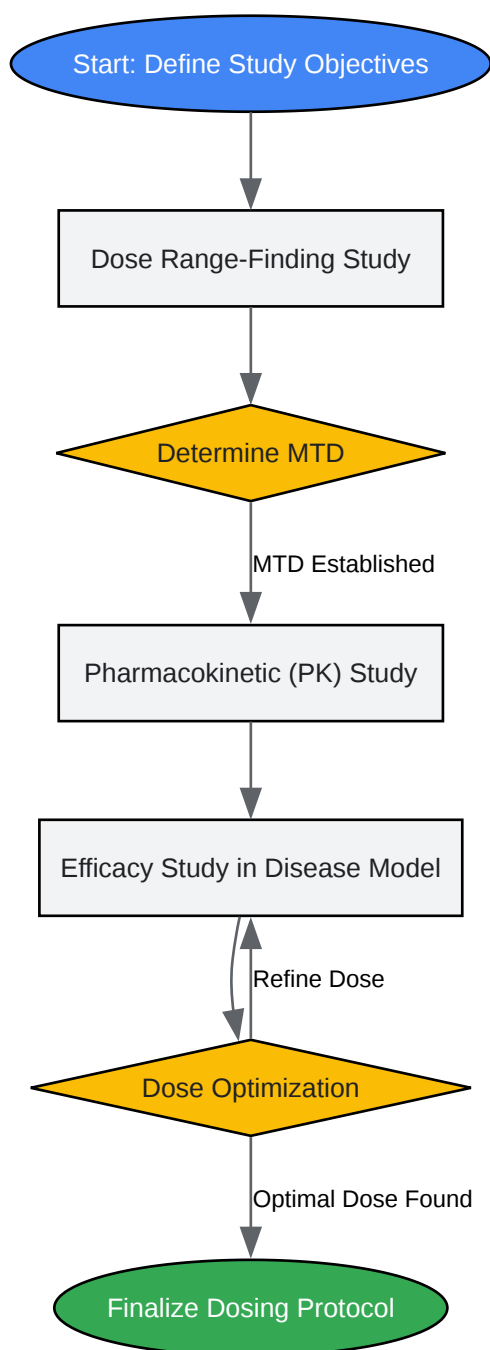 Start: Define Study Objectives
Dose Range-Finding Study
Determine MTD
MTD Established
Pharmacokinetic (PK) Study
Efficacy Study in Disease Model
Refine Dose
Dose Optimization
Optimal Dose Found
Finalize Dosing Protocol